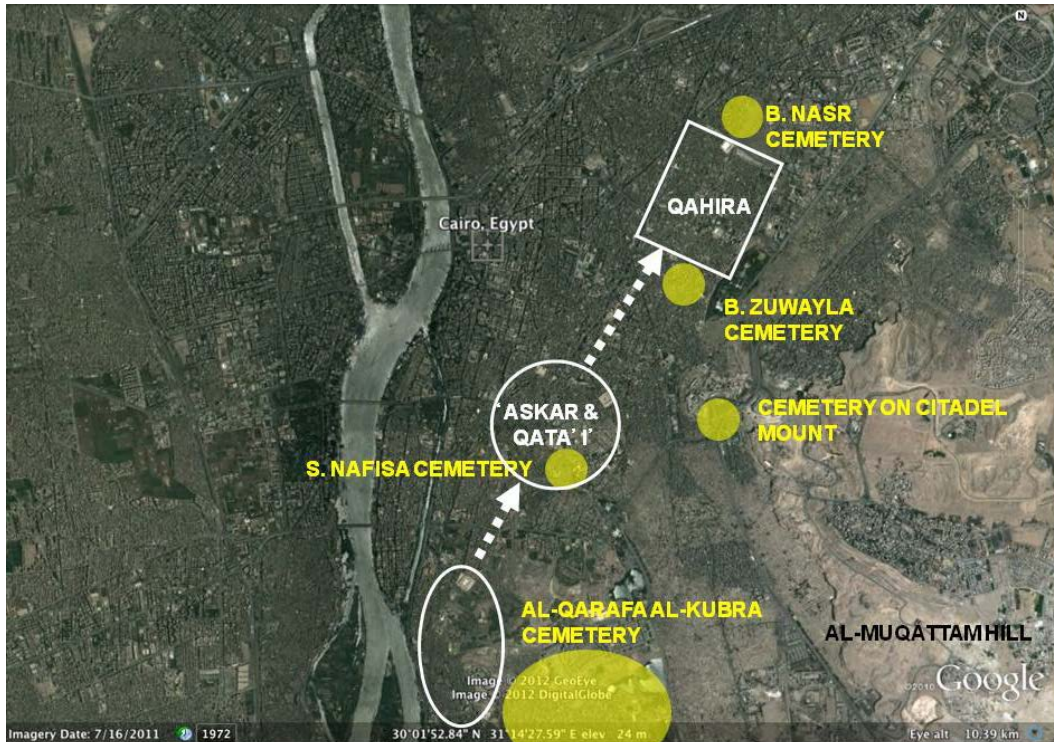 N
B. NASR
CEMETERY
QAHIRA
Cairo, Egypt
B. ZUWAYLA
CEMETERY
'ASKAR &
QATA' I'
CEMETERY ON CITADEL
MOUNT
S. NAFISA CEMETERY
AL-QARAFA AL-KUBRA
CEMETERY
AL-MUQATTAM HILL
Image © 2012 GeoEye
Image © 2012 DigitalGlobe
©2010 Google
Imagery Date: 7/16/2011 1972 30°01'52.84" N 31°14'27.59" E elev 24 m Eye alt 10.39 km